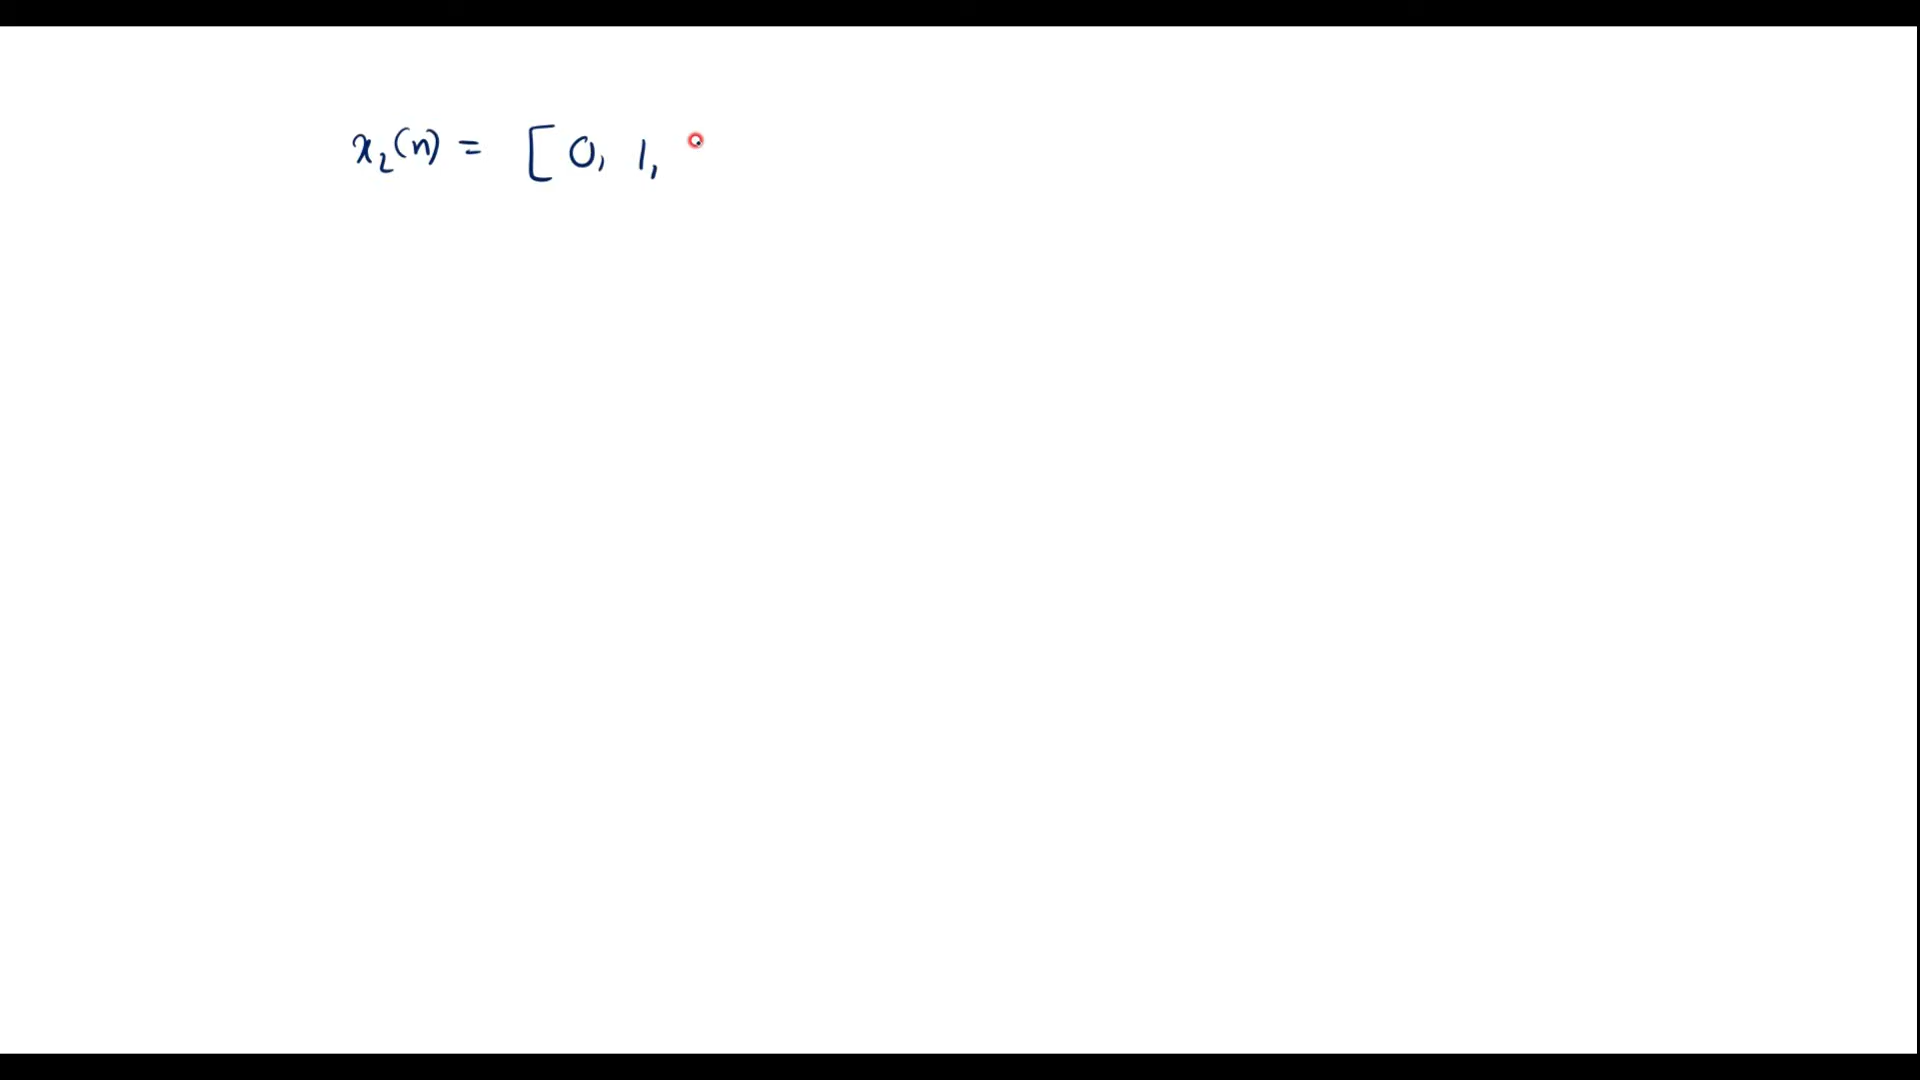 x₂(n) = [ 0, 1,